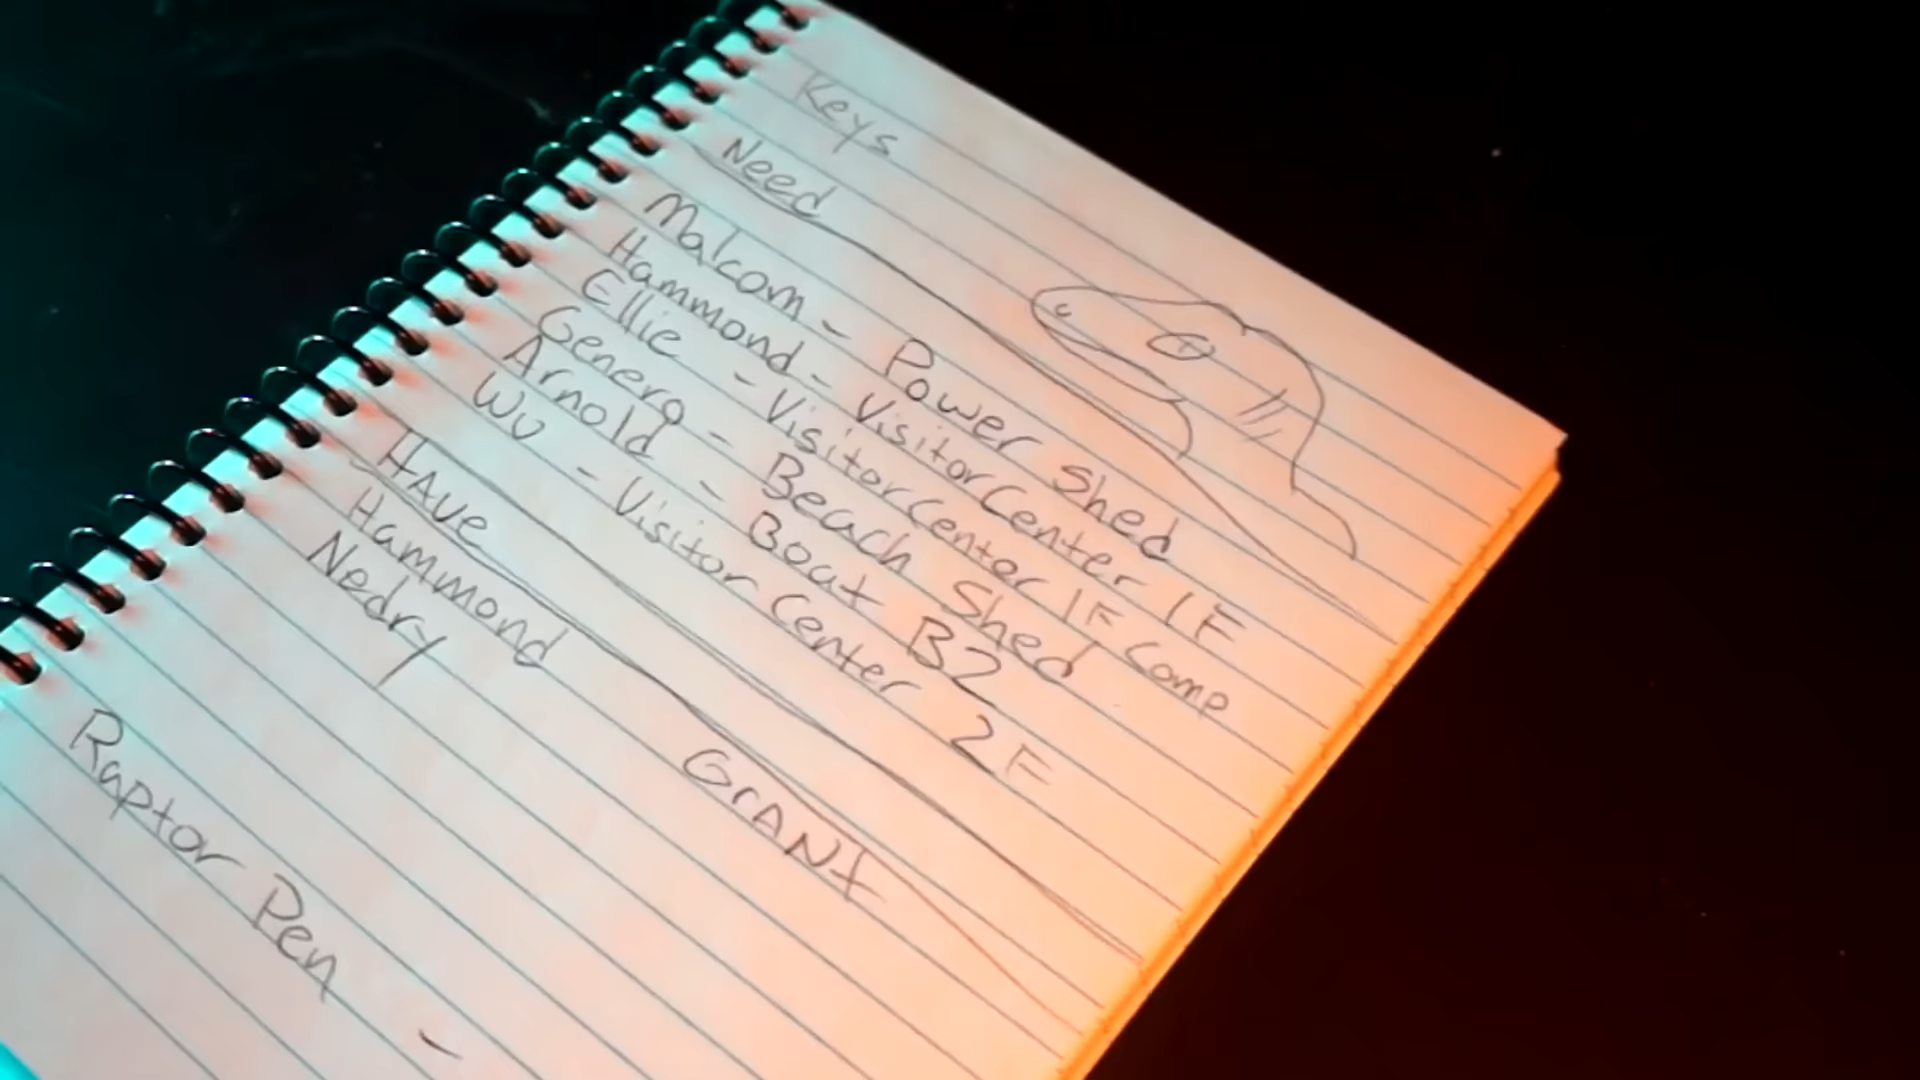 Keys
Need
Malcom - Power Shed
Hammond - Visitor Center 1F
Ellie - Visitor Center 1F Comp
Genero - Beach Shed
Arnold - Boat B2
Wu - Visitor Center 2F
HAVE
Hammond
Nedry
GrANt
Raptor Pen -